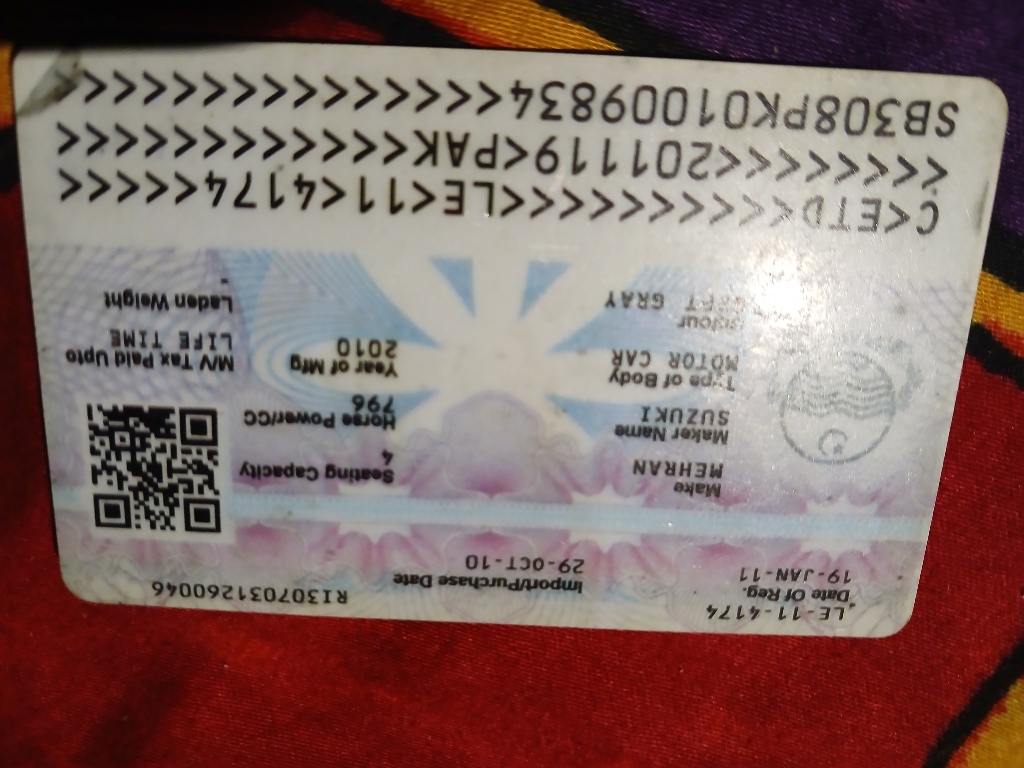 LE-11-4174
RI307031260046
Date Of Reg.
19-JAN-11
Import/Purchase Date
29-OCT-10
Make
MEHRAN
Seating Capacity
4
Maker Name
SUZUKI
Horse Power/CC
796
Type of Body
MOTOR CAR
Year of Mfg
2010
M/V Tax Paid Upto
LIFE TIME
GRAY
Laden Weight
-
C<ETD<<<<<<<<<<LE<11<4174<<<<<
<<<<<<<<201119<PAK<<<<<<<<<<<<
SB308PK01009834<<<<<<<<<<<<<<<